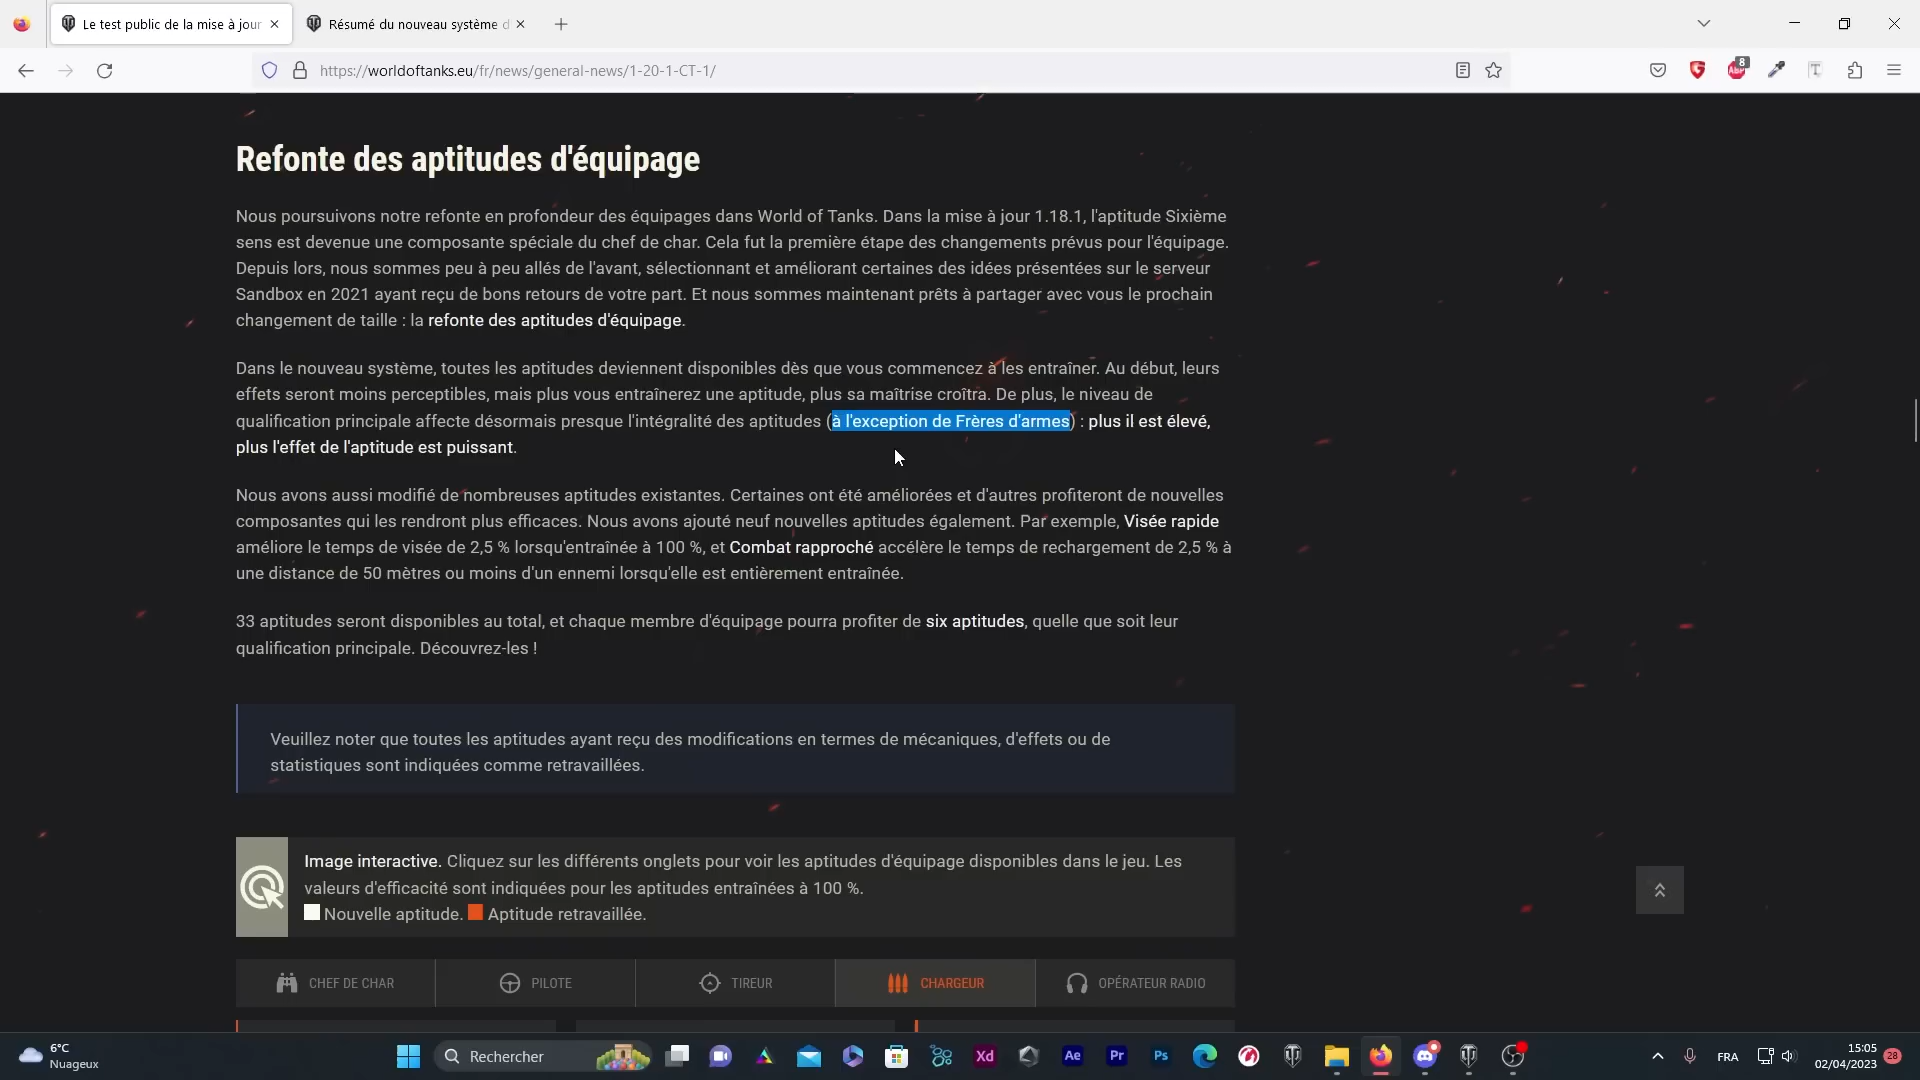 Le test public de la mise à jour
Résumé du nouveau système d
https://worldoftanks.eu/fr/news/general-news/1-20-1-CT-1/
8
Refonte des aptitudes d'équipage
Nous poursuivons notre refonte en profondeur des équipages dans World of Tanks. Dans la mise à jour 1.18.1, l'aptitude Sixième
sens est devenue une composante spéciale du chef de char. Cela fut la première étape des changements prévus pour l'équipage.
Depuis lors, nous sommes peu à peu allés de l'avant, sélectionnant et améliorant certaines des idées présentées sur le serveur
Sandbox en 2021 ayant reçu de bons retours de votre part. Et nous sommes maintenant prêts à partager avec vous le prochain
changement de taille : la refonte des aptitudes d'équipage.
Dans le nouveau système, toutes les aptitudes deviennent disponibles dès que vous commencez à les entraîner. Au début, leurs
effets seront moins perceptibles, mais plus vous entraînerez une aptitude, plus sa maîtrise croîtra. De plus, le niveau de
qualification principale affecte désormais presque l'intégralité des aptitudes (à l'exception de Frères d'armes) : plus il est élevé,
plus l'effet de l'aptitude est puissant.
Nous avons aussi modifié de nombreuses aptitudes existantes. Certaines ont été améliorées et d'autres profiteront de nouvelles
composantes qui les rendront plus efficaces. Nous avons ajouté neuf nouvelles aptitudes également. Par exemple, Visée rapide
améliore le temps de visée de 2,5 % lorsqu'entraînée à 100 %, et Combat rapproché accélère le temps de rechargement de 2,5 % à
une distance de 50 mètres ou moins d'un ennemi lorsqu'elle est entièrement entraînée.
33 aptitudes seront disponibles au total, et chaque membre d'équipage pourra profiter de six aptitudes, quelle que soit leur
qualification principale. Découvrez-les !
Veuillez noter que toutes les aptitudes ayant reçu des modifications en termes de mécaniques, d'effets ou de
statistiques sont indiquées comme retravaillées.
Image interactive. Cliquez sur les différents onglets pour voir les aptitudes d'équipage disponibles dans le jeu. Les
valeurs d'efficacité sont indiquées pour les aptitudes entraînées à 100 %.
Nouvelle aptitude. Aptitude retravaillée.
CHEF DE CHAR PILOTE TIREUR CHARGEUR OPÉRATEUR RADIO
6°C
Nuageux
Rechercher
Xd Ae Pr Ps
FRA
15:05
02/04/2023
28